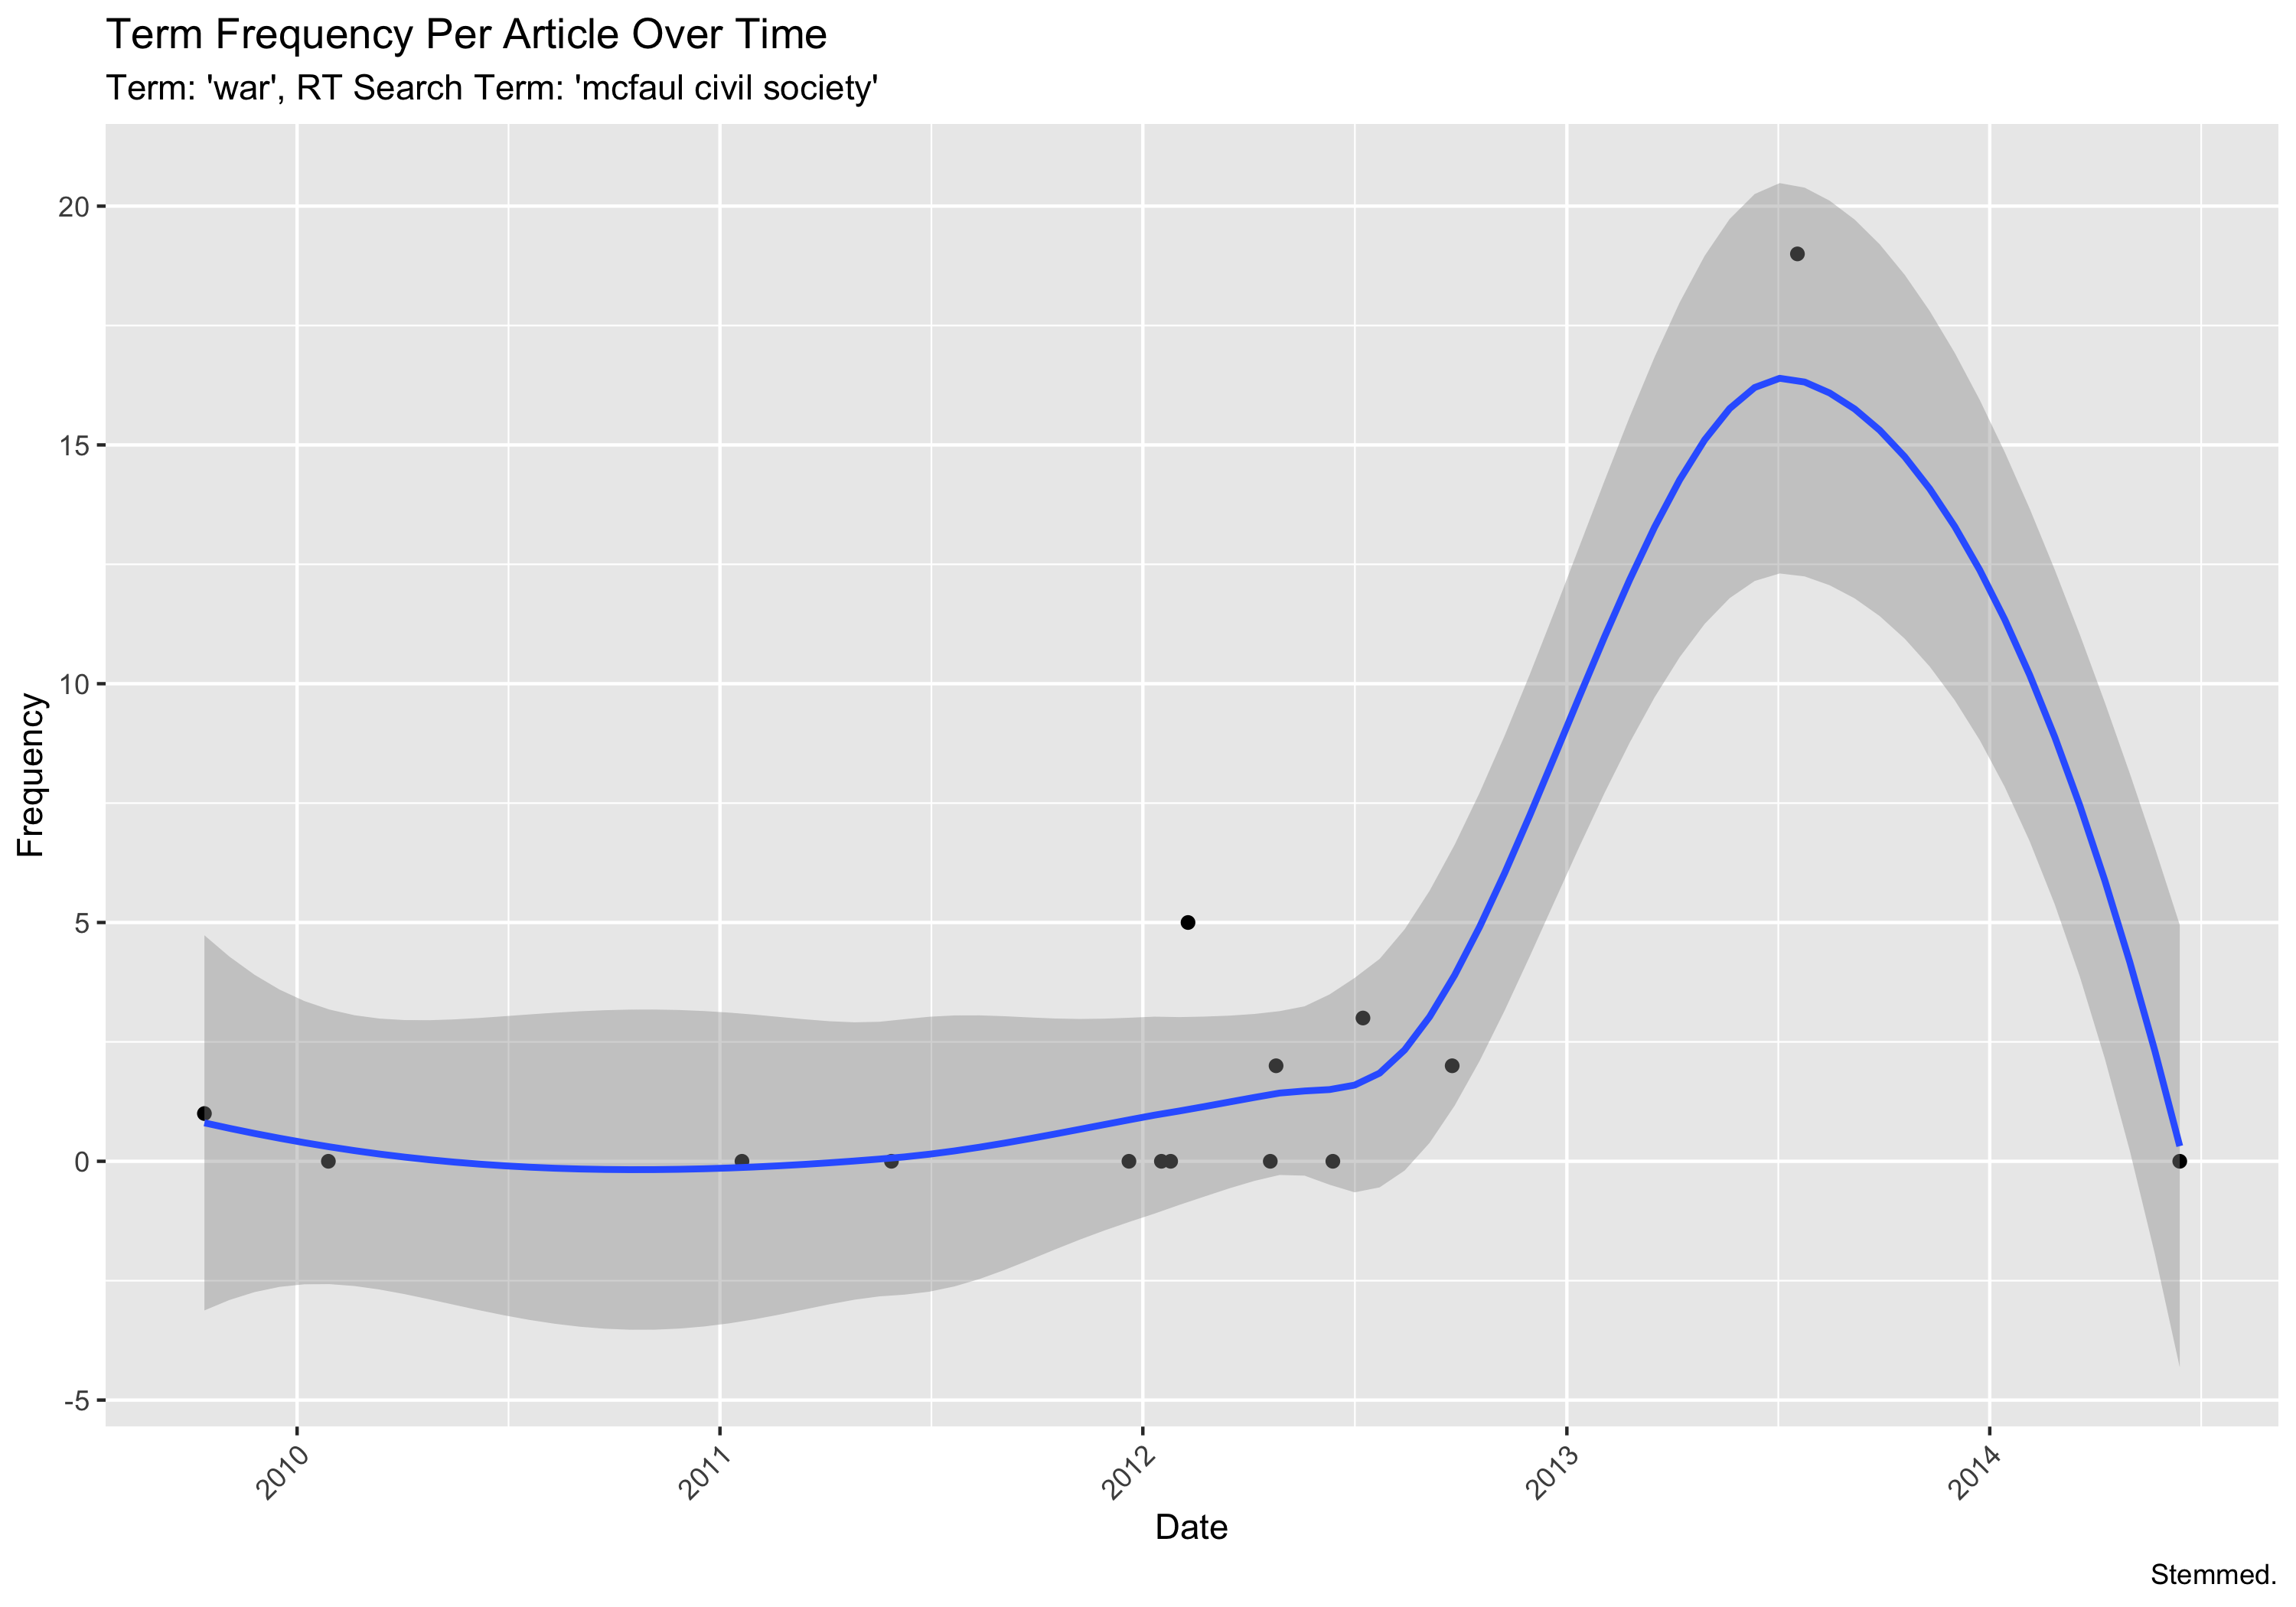 Term Frequency Per Article Over Time
Term: 'war', RT Search Term: 'mcfaul civil society'
20
15
10
5
0
-5
Frequency
2010
2011
2012
2013
2014
Date
Stemmed.